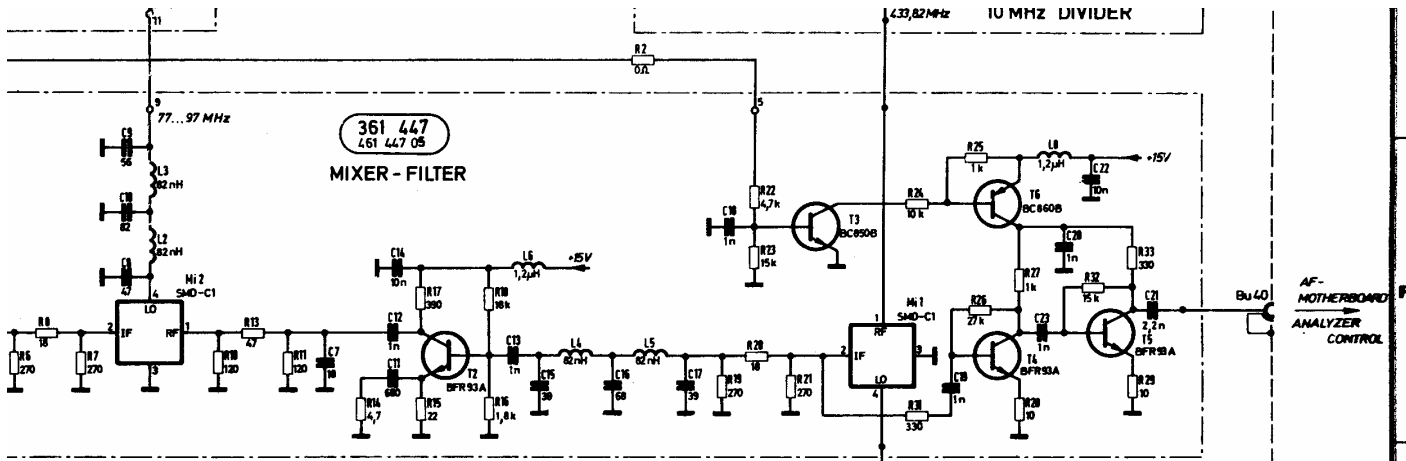 11
433,82MHz
10 MHz DIVIDER
R2
0Ω
9
77...97 MHz
5
361 447
461 447 05
MIXER - FILTER
C9
56
L3
82nH
C10
82
L2
82nH
C8
47
4
Mi2
SMD-C1
LO
IF
RF
2
1
3
R8
18
R6
270
R7
270
R13
47
R10
120
R11
120
C7
18
C14
10n
L6
1,2µH
+15V
R17
390
R18
18k
C12
1n
C11
680
R14
4,7
R15
22
T2
BFR93A
R16
1,8k
C13
1n
L4
82nH
L5
82nH
C15
39
C16
68
C17
39
R19
270
R20
18
R21
270
R22
4,7k
C18
1n
R23
15k
T3
BC850B
R24
10k
R25
1k
L8
1,2µH
+15V
C22
10n
T6
BC860B
C20
1n
R27
1k
R33
330
R32
15k
Mi1
SMD-C1
1
RF
IF
LO
2
3
4
R26
27k
C19
1n
R31
330
T4
BFR93A
R28
10
C23
1n
T5
BFR93A
R29
10
C21
2,2n
Bu40
AF-
MOTHERBOARD
ANALYZER
CONTROL